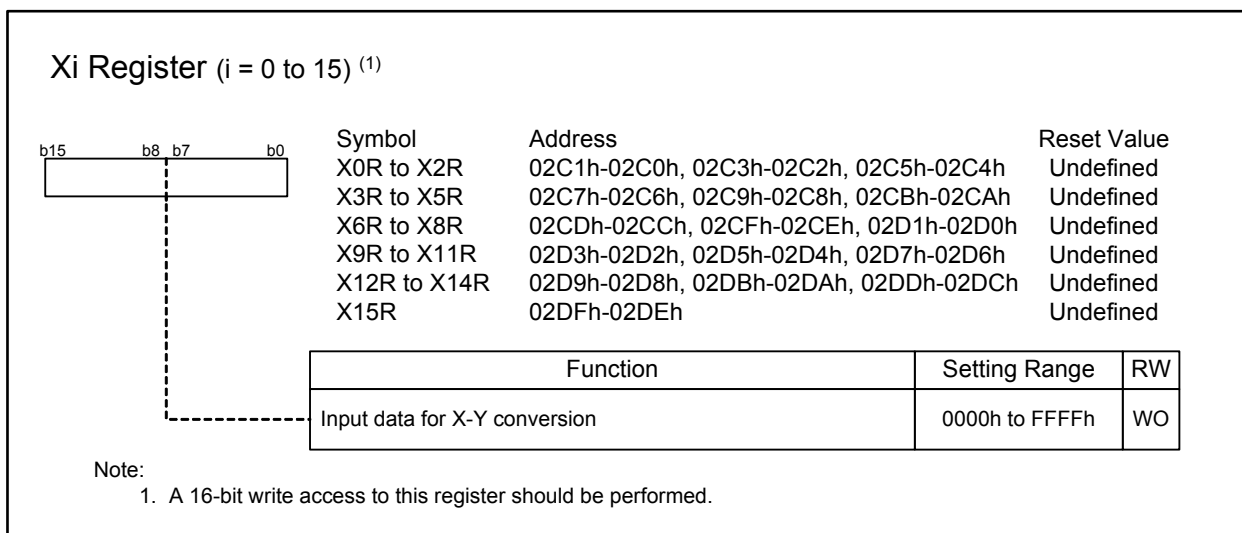 Xi Register (i = 0 to 15) (1)
b15 b8 b7 b0
Symbol Address Reset Value
X0R to X2R 02C1h-02C0h, 02C3h-02C2h, 02C5h-02C4h Undefined
X3R to X5R 02C7h-02C6h, 02C9h-02C8h, 02CBh-02CAh Undefined
X6R to X8R 02CDh-02CCh, 02CFh-02CEh, 02D1h-02D0h Undefined
X9R to X11R 02D3h-02D2h, 02D5h-02D4h, 02D7h-02D6h Undefined
X12R to X14R 02D9h-02D8h, 02DBh-02DAh, 02DDh-02DCh Undefined
X15R 02DFh-02DEh Undefined
Function Setting Range RW
Input data for X-Y conversion 0000h to FFFFh WO
Note:
1. A 16-bit write access to this register should be performed.